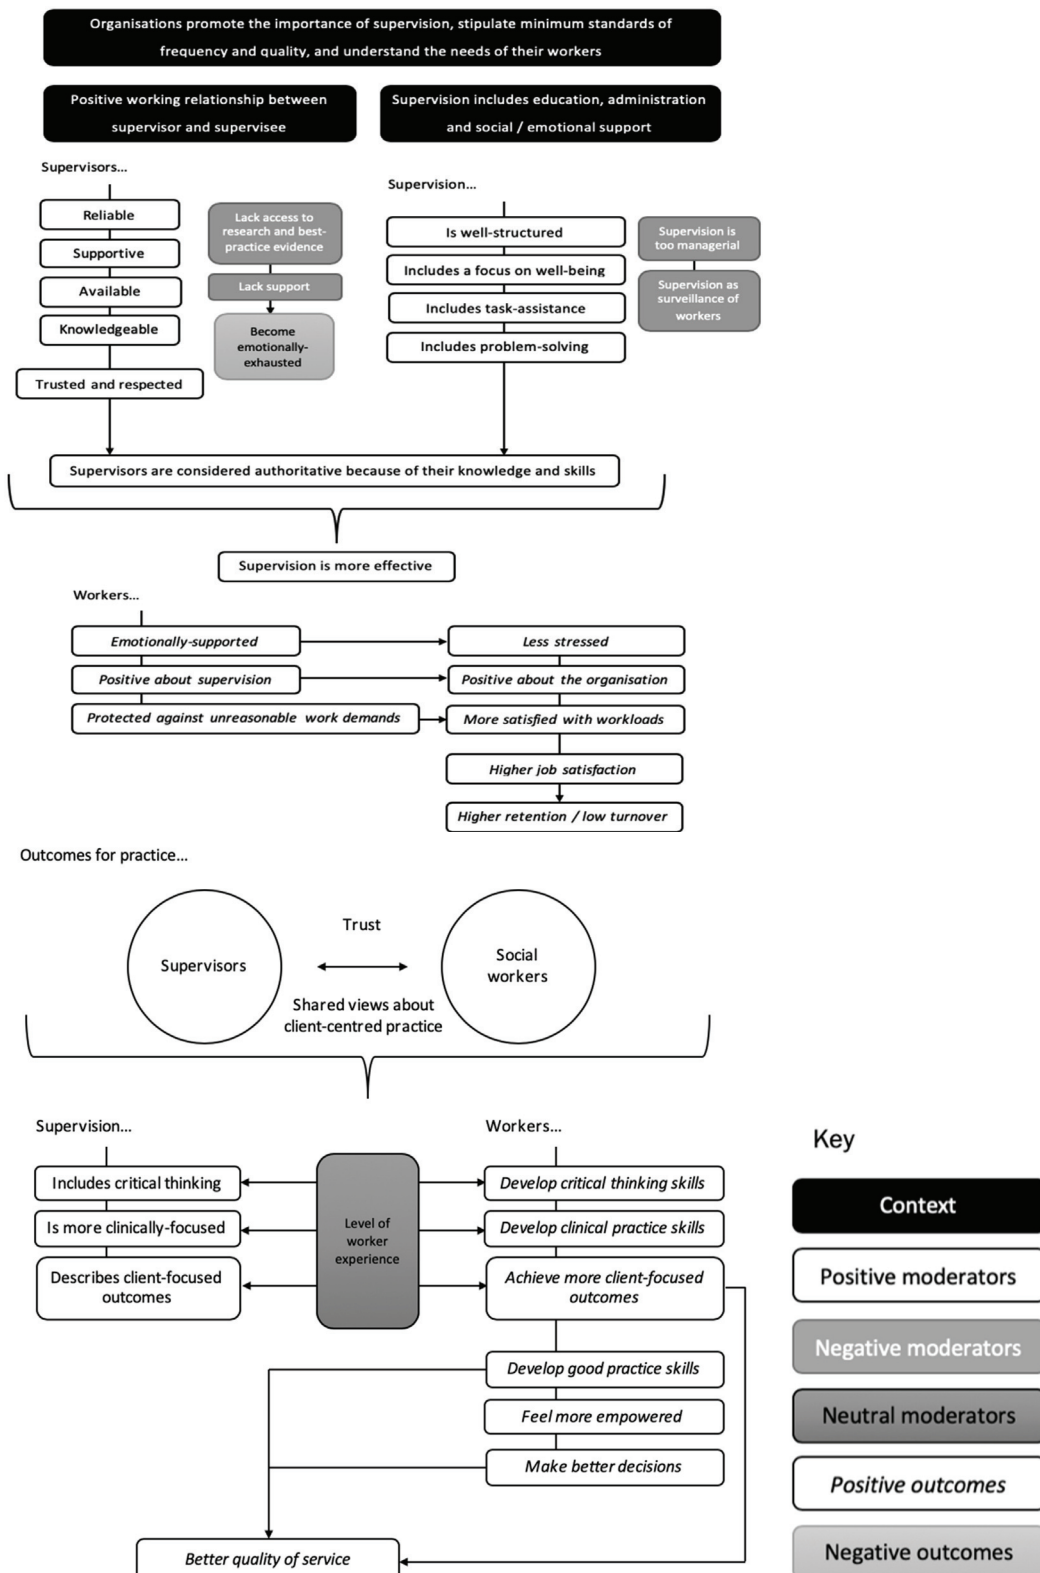 Organisations promote the importance of supervision, stipulate minimum standards of
frequency and quality, and understand the needs of their workers
Positive working relationship between
supervisor and supervisee
Supervision includes education, administration
and social / emotional support
Supervisors...
Reliable
Supportive
Available
Knowledgeable
Trusted and respected
Lack access to
research and best-
practice evidence
Lack support
Become
emotionally-
exhausted
Supervision...
Is well-structured
Includes a focus on well-being
Includes task-assistance
Includes problem-solving
Supervision is
too managerial
Supervision as
surveillance of
workers
Supervisors are considered authoritative because of their knowledge and skills
Supervision is more effective
Workers...
Emotionally-supported
Less stressed
Positive about supervision
Positive about the organisation
Protected against unreasonable work demands
More satisfied with workloads
Higher job satisfaction
Higher retention / low turnover
Outcomes for practice...
Supervisors
Trust
Shared views about
client-centred practice
Social
workers
Supervision...
Includes critical thinking
Is more clinically-focused
Describes client-focused
outcomes
Level of
worker
experience
Workers...
Develop critical thinking skills
Develop clinical practice skills
Achieve more client-focused
outcomes
Develop good practice skills
Feel more empowered
Make better decisions
Better quality of service
Key
Context
Positive moderators
Negative moderators
Neutral moderators
Positive outcomes
Negative outcomes